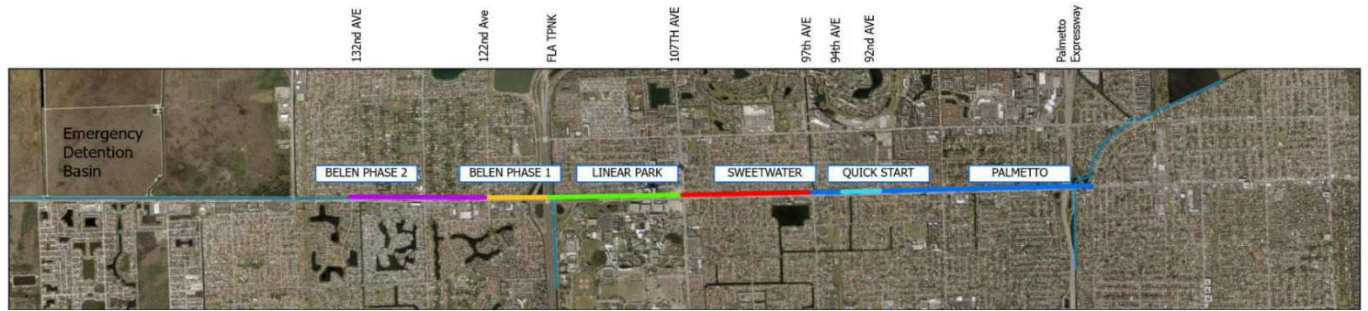 132nd AVE
122nd Ave
FLA TPNK
107TH AVE
97th AVE
94th AVE
92nd AVE
Palmetto
Expressway
Emergency
Detention
Basin
BELEN PHASE 2
BELEN PHASE 1
LINEAR PARK
SWEETWATER
QUICK START
PALMETTO